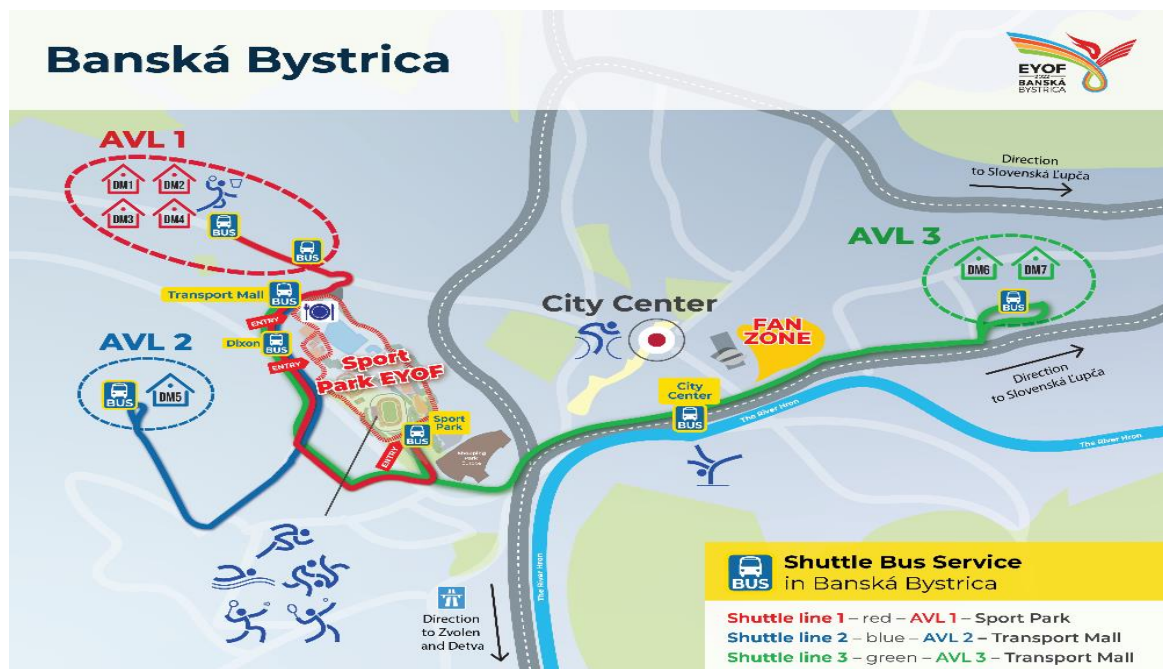 Banská Bystrica
EYOF
2022
BANSKÁ
BYSTRICA
AVL 1
DM1
DM2
DM3
DM4
BUS
BUS
Transport Mall
BUS
ENTRY
Dixon
BUS
ENTRY
Sport
Park EYOF
AVL 2
BUS
DM5
Sport
Park
BUS
ENTRY
Shopping
Park
Europa
City Center
FAN
ZONE
City
Center
BUS
Direction
to Slovenská Ľupča
AVL 3
DM6
DM7
BUS
Direction
to Slovenská Ľupča
The River Hron
The River Hron
Direction
to Zvolen
and Detva
BUS
Shuttle Bus Service
in Banská Bystrica
Shuttle line 1 – red – AVL 1 – Sport Park
Shuttle line 2 – blue – AVL 2 – Transport Mall
Shuttle line 3 – green – AVL 3 – Transport Mall